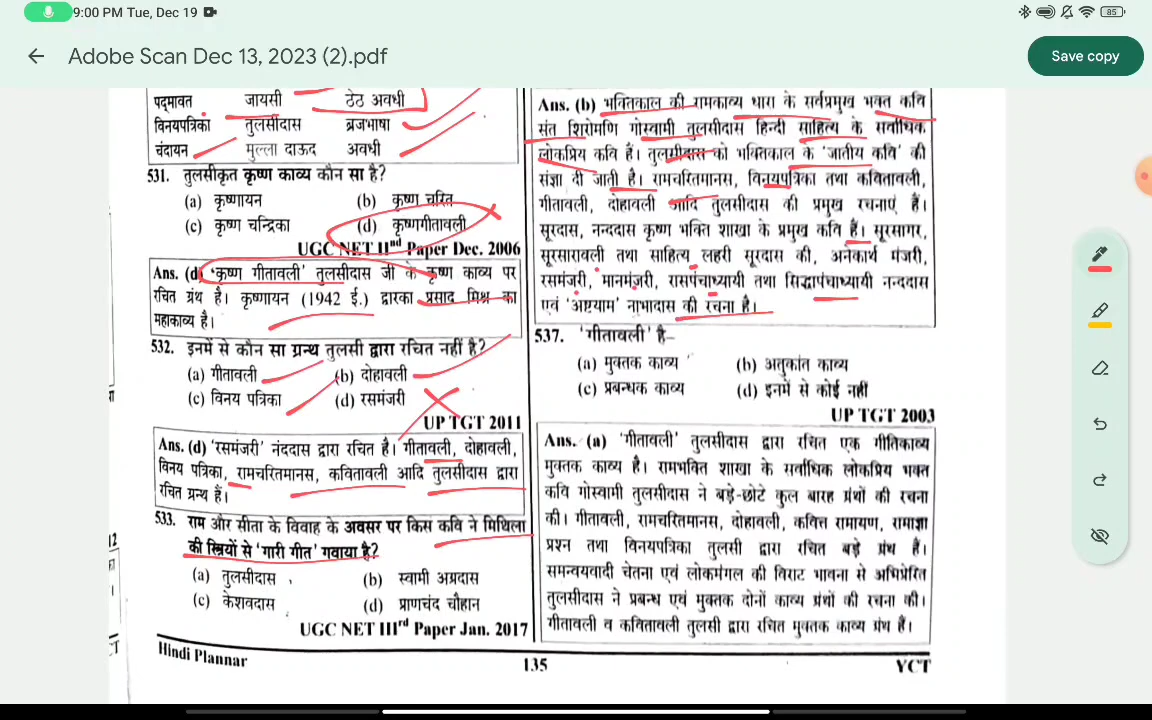 9:00 PM Tue, Dec 19
85
Adobe Scan Dec 13, 2023 (2).pdf
Save copy
पद्मावत जायसी ठेठ अवधी
विनयपत्रिका तुलसीदास ब्रजभाषा
चंदायन मुल्ला दाऊद अवधी
531. तुलसीकृत कृष्ण काव्य कौन सा है?
(a) कृष्णायन (b) कृष्ण चरित
(c) कृष्ण चन्द्रिका (d) कृष्णगीतावली
UGC NET IInd Paper Dec. 2006
Ans. (d) 'कृष्ण गीतावली' तुलसीदास जी के कृष्ण काव्य पर
रचित ग्रंथ है। कृष्णायन (1942 ई.) द्वारका प्रसाद मिश्र का
महाकाव्य है।
532. इनमें से कौन सा ग्रन्थ तुलसी द्वारा रचित नहीं है?
(a) गीतावली (b) दोहावली
(c) विनय पत्रिका (d) रसमंजरी
UP TGT 2011
Ans. (d) 'रसमंजरी' नंददास द्वारा रचित है। गीतावली, दोहावली,
विनय पत्रिका, रामचरितमानस, कवितावली आदि तुलसीदास द्वारा
रचित ग्रन्थ हैं।
533. राम और सीता के विवाह के अवसर पर किस कवि ने मिथिला
की स्त्रियों से 'गारी गीत' गवाया है?
(a) तुलसीदास (b) स्वामी अग्रदास
(c) केशवदास (d) प्राणचंद चौहान
UGC NET IIIrd Paper Jan. 2017
Ans. (b) भक्तिकाल की रामकाव्य धारा के सर्वप्रमुख भक्त कवि
संत शिरोमणि गोस्वामी तुलसीदास हिन्दी साहित्य के सर्वाधिक
लोकप्रिय कवि हैं। तुलसीदास को भक्तिकाल के 'जातीय कवि' की
संज्ञा दी जाती है। रामचरितमानस, विनयपत्रिका तथा कवितावली,
गीतावली, दोहावली आदि तुलसीदास की प्रमुख रचनाएं हैं।
सूरदास, नन्ददास कृष्ण भक्ति शाखा के प्रमुख कवि हैं। सूरसागर,
सूरसारावली तथा साहित्य लहरी सूरदास की, अनेकार्थ मंजरी,
रसमंजरी, मानमंजरी, रासपंचाध्यायी तथा सिद्धापंचाध्यायी नन्ददास
एवं 'अष्टयाम' नाभादास की रचना है।
537. 'गीतावली' है–
(a) मुक्तक काव्य (b) अतुकांत काव्य
(c) प्रबन्धक काव्य (d) इनमें से कोई नहीं
UP TGT 2003
Ans. (a) 'गीतावली' तुलसीदास द्वारा रचित एक गीतिकाव्य
मुक्तक काव्य है। रामभक्ति शाखा के सर्वाधिक लोकप्रिय भक्त
कवि गोस्वामी तुलसीदास ने बड़े-छोटे कुल बारह ग्रंथों की रचना
की। गीतावली, रामचरितमानस, दोहावली, कवित्त रामायण, रामाज्ञा
प्रश्न तथा विनयपत्रिका तुलसी द्वारा रचित बड़े ग्रंथ हैं।
समन्वयवादी चेतना एवं लोकमंगल की विराट भावना से अभिप्रेरित
तुलसीदास ने प्रबन्ध एवं मुक्तक दोनों काव्य ग्रंथों की रचना की।
गीतावली व कवितावली तुलसी द्वारा रचित मुक्तक काव्य ग्रंथ हैं।
Hindi Plannar 135 YCT